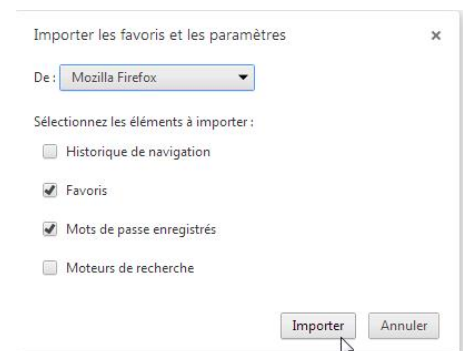 Importer les favoris et les paramètres
De : Mozilla Firefox
Sélectionnez les éléments à importer :
Historique de navigation
Favoris
Mots de passe enregistrés
Moteurs de recherche
Importer Annuler